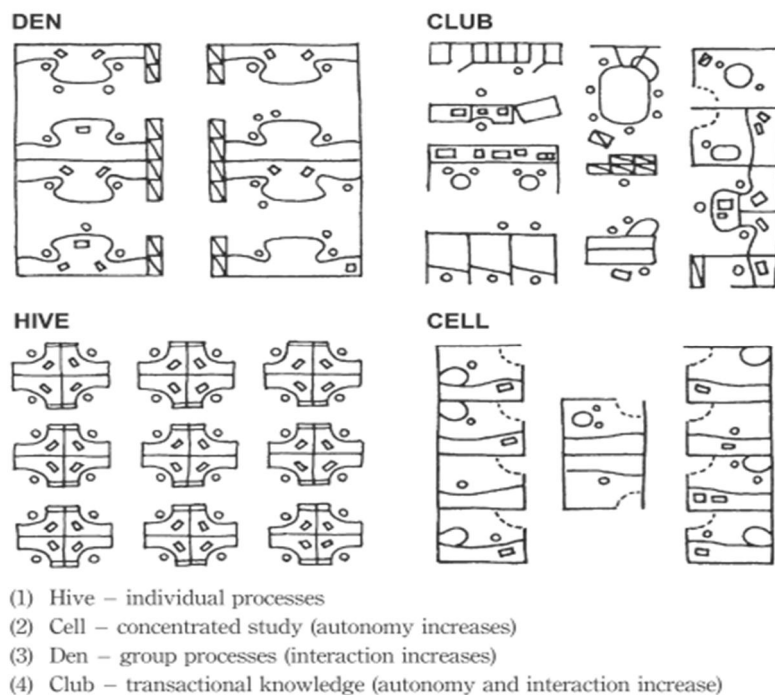 DEN
CLUB
HIVE
CELL
(1) Hive – individual processes
(2) Cell – concentrated study (autonomy increases)
(3) Den – group processes (interaction increases)
(4) Club – transactional knowledge (autonomy and interaction increase)